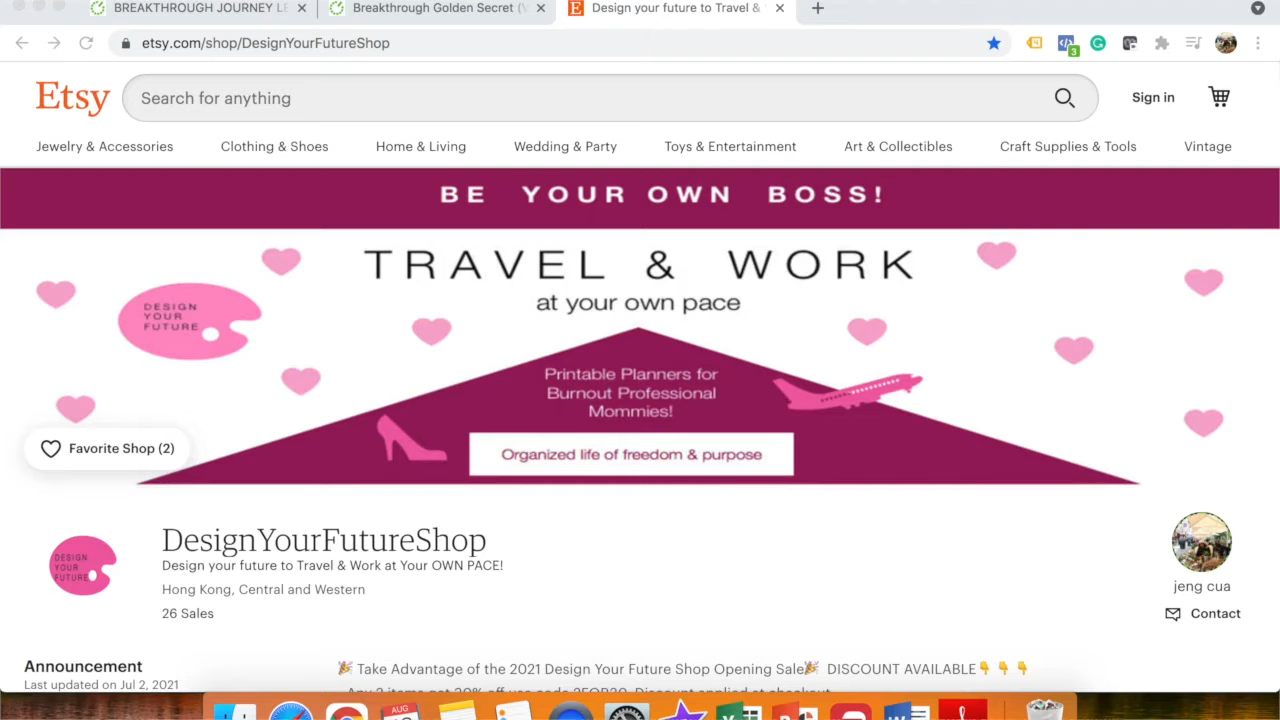 BREAKTHROUGH JOURNEY LE
Breakthrough Golden Secret (V
Design your future to Travel &
etsy.com/shop/DesignYourFutureShop
3
Etsy
Search for anything
Sign in
Jewelry & Accessories
Clothing & Shoes
Home & Living
Wedding & Party
Toys & Entertainment
Art & Collectibles
Craft Supplies & Tools
Vintage
BE YOUR OWN BOSS!
TRAVEL & WORK
at your own pace
DESIGN
YOUR
FUTURE
Printable Planners for
Burnout Professional
Mommies!
Organized life of freedom & purpose
Favorite Shop (2)
DESIGN
YOUR
FUTURE
DesignYourFutureShop
Design your future to Travel & Work at Your OWN PACE!
Hong Kong, Central and Western
26 Sales
jeng cua
Contact
Announcement
Last updated on Jul 2, 2021
🎉 Take Advantage of the 2021 Design Your Future Shop Opening Sale🎉 DISCOUNT AVAILABLE👇👇👇
AUG